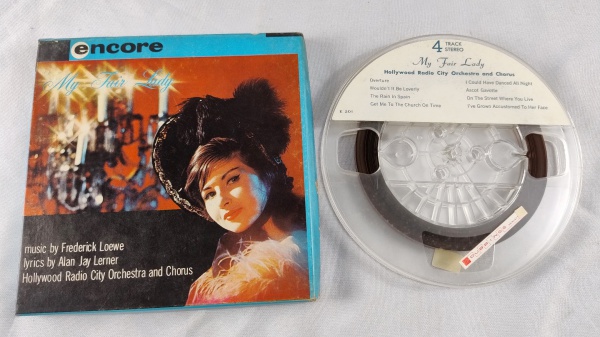 encore
My Fair Lady
music by Frederick Loewe
lyrics by Alan Jay Lerner
Hollywood Radio City Orchestra and Chorus
4 TRACK STEREO
My Fair Lady
Hollywood Radio City Orchestra and Chorus
Overture
Wouldn't It Be Loverly
The Rain In Spain
Get Me To The Church On Time
I Could Have Danced All Night
Ascot Gavotte
On The Street Where You Live
I've Grown Accustomed To Her Face